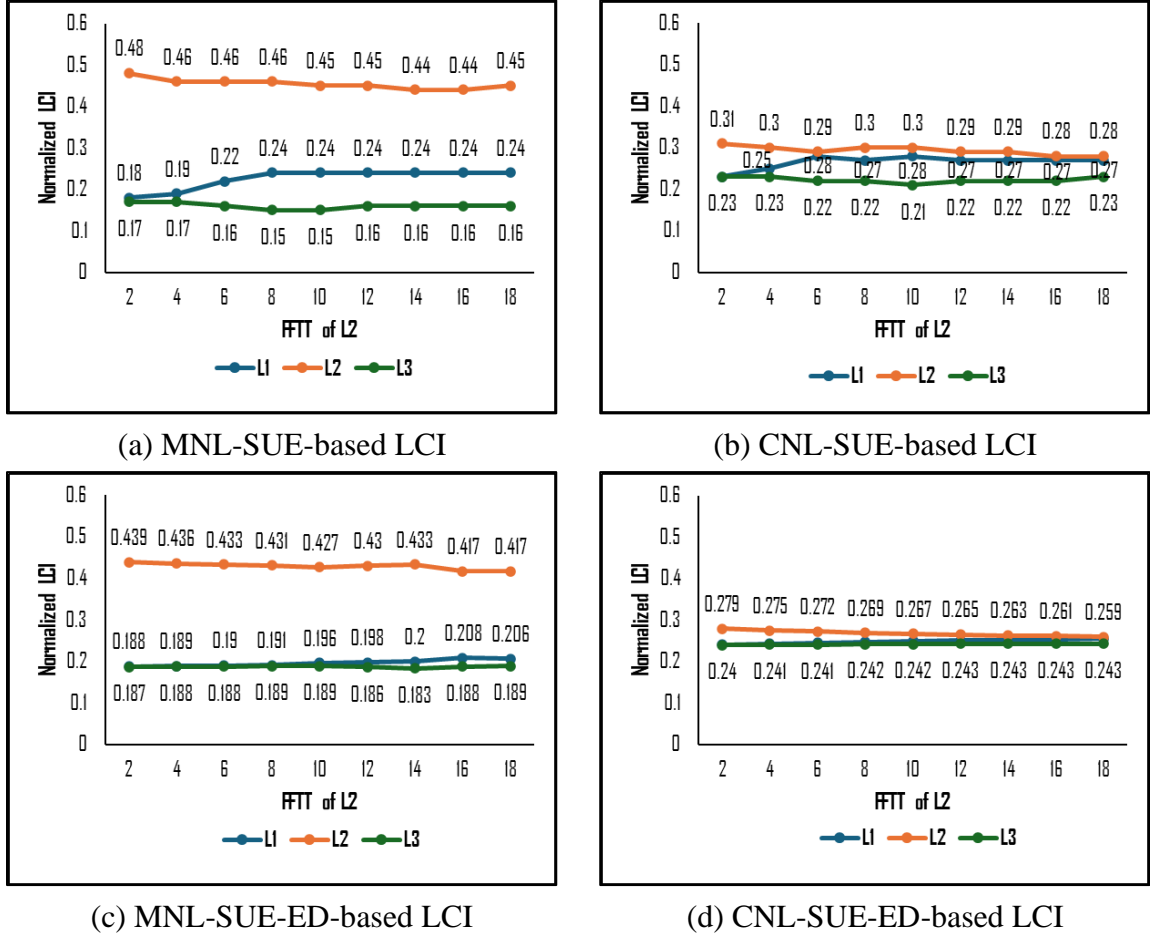 0.6
0.5
0.4
0.3
0.2
0.1
0
Normalized LCI
0.48 0.46 0.46 0.46 0.45 0.45 0.44 0.44 0.45
0.18 0.19 0.22 0.24 0.24 0.24 0.24 0.24 0.24
0.17 0.17 0.16 0.15 0.15 0.16 0.16 0.16 0.16
2 4 6 8 10 12 14 16 18
FFTT of L2
L1 L2 L3
(a) MNL-SUE-based LCI
0.6
0.5
0.4
0.3
0.2
0.1
0
Normalized LCI
0.31 0.3 0.29 0.3 0.3 0.29 0.29 0.28 0.28
0.25 0.28 0.27 0.28 0.27 0.27 0.27 0.27
0.23 0.23 0.22 0.22 0.21 0.22 0.22 0.22 0.23
2 4 6 8 10 12 14 16 18
FFTT of L2
L1 L2 L3
(b) CNL-SUE-based LCI
0.6
0.5
0.4
0.3
0.2
0.1
0
Normalized LCI
0.439 0.436 0.433 0.431 0.427 0.43 0.433 0.417 0.417
0.188 0.189 0.19 0.191 0.196 0.198 0.2 0.208 0.206
0.187 0.188 0.188 0.189 0.189 0.186 0.183 0.188 0.189
2 4 6 8 10 12 14 16 18
FFTT of L2
L1 L2 L3
(c) MNL-SUE-ED-based LCI
0.6
0.5
0.4
0.3
0.2
0.1
0
Normalized LCI
0.279 0.275 0.272 0.269 0.267 0.265 0.263 0.261 0.259
0.24 0.241 0.241 0.242 0.242 0.243 0.243 0.243 0.243
2 4 6 8 10 12 14 16 18
FFTT of L2
L1 L2 L3
(d) CNL-SUE-ED-based LCI